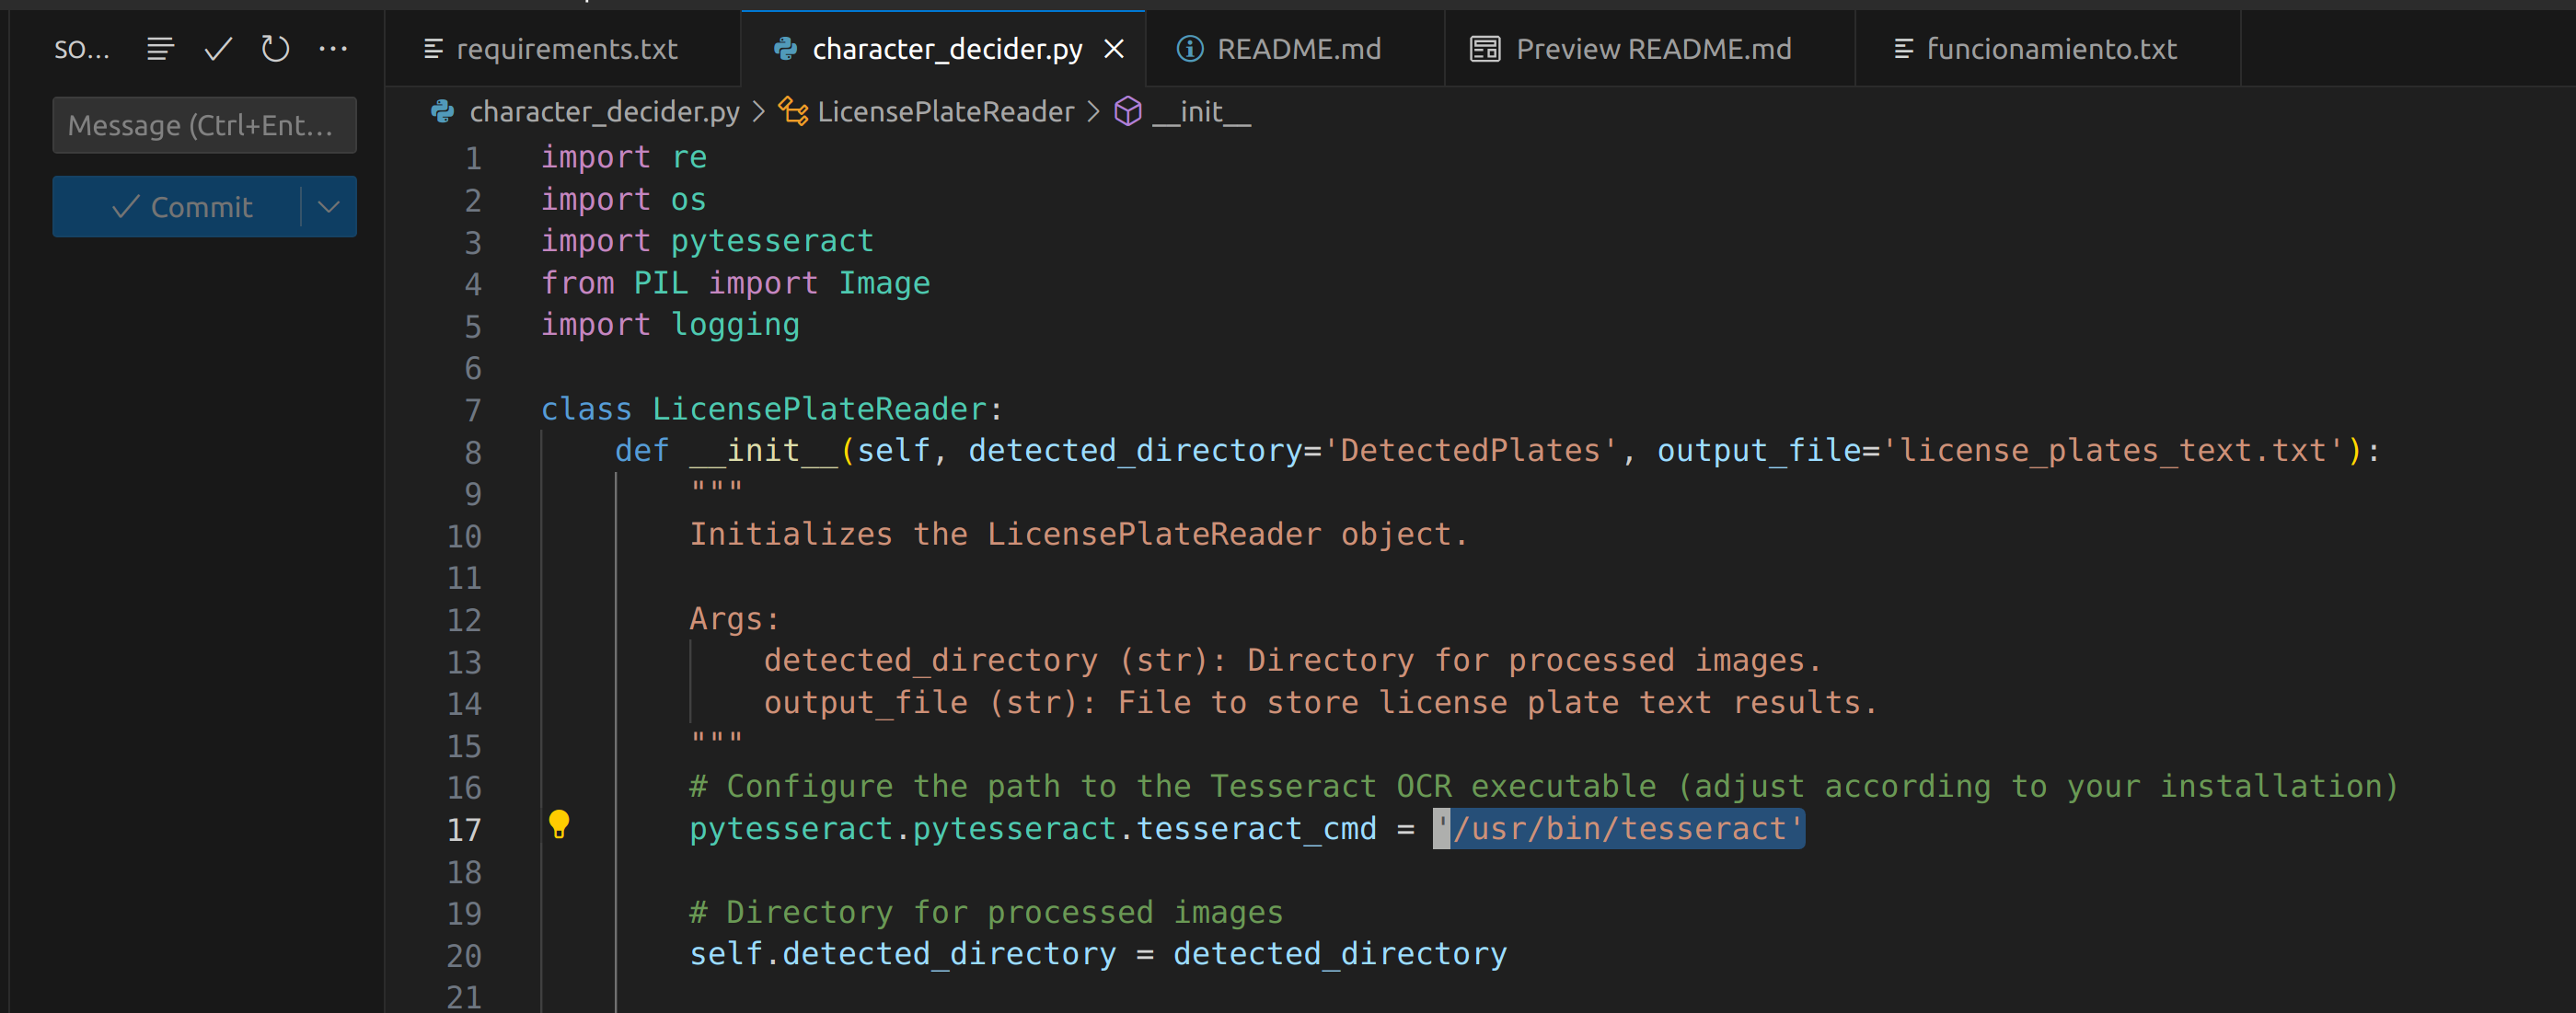 SO...
Message (Ctrl+Ent...
Commit
requirements.txt
character_decider.py
README.md
Preview README.md
funcionamiento.txt
character_decider.py > LicensePlateReader > __init__
1 import re
2 import os
3 import pytesseract
4 from PIL import Image
5 import logging
6
7 class LicensePlateReader:
8     def __init__(self, detected_directory='DetectedPlates', output_file='license_plates_text.txt'):
9         """
10         Initializes the LicensePlateReader object.
11
12         Args:
13             detected_directory (str): Directory for processed images.
14             output_file (str): File to store license plate text results.
15         """
16         # Configure the path to the Tesseract OCR executable (adjust according to your installation)
17         pytesseract.pytesseract.tesseract_cmd = '/usr/bin/tesseract'
18
19         # Directory for processed images
20         self.detected_directory = detected_directory
21